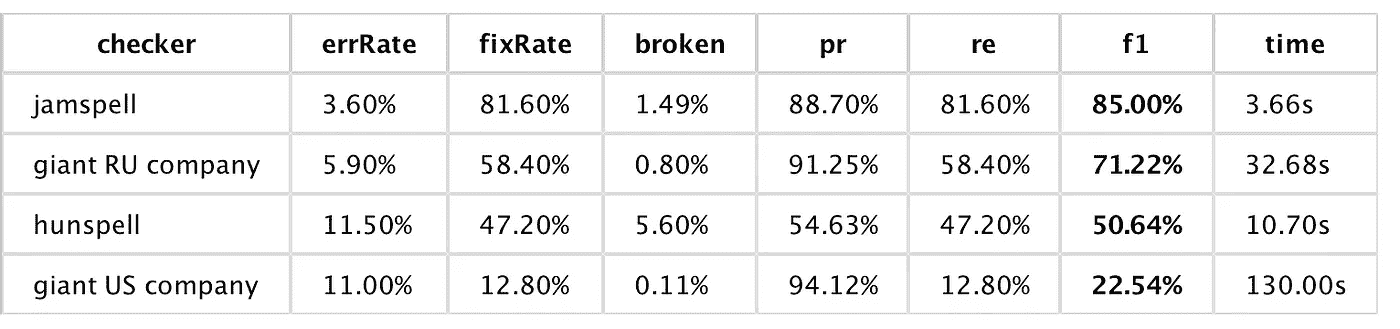 checker errRate fixRate broken pr re f1 time
jamspell 3.60% 81.60% 1.49% 88.70% 81.60% 85.00% 3.66s
giant RU company 5.90% 58.40% 0.80% 91.25% 58.40% 71.22% 32.68s
hunspell 11.50% 47.20% 5.60% 54.63% 47.20% 50.64% 10.70s
giant US company 11.00% 12.80% 0.11% 94.12% 12.80% 22.54% 130.00s